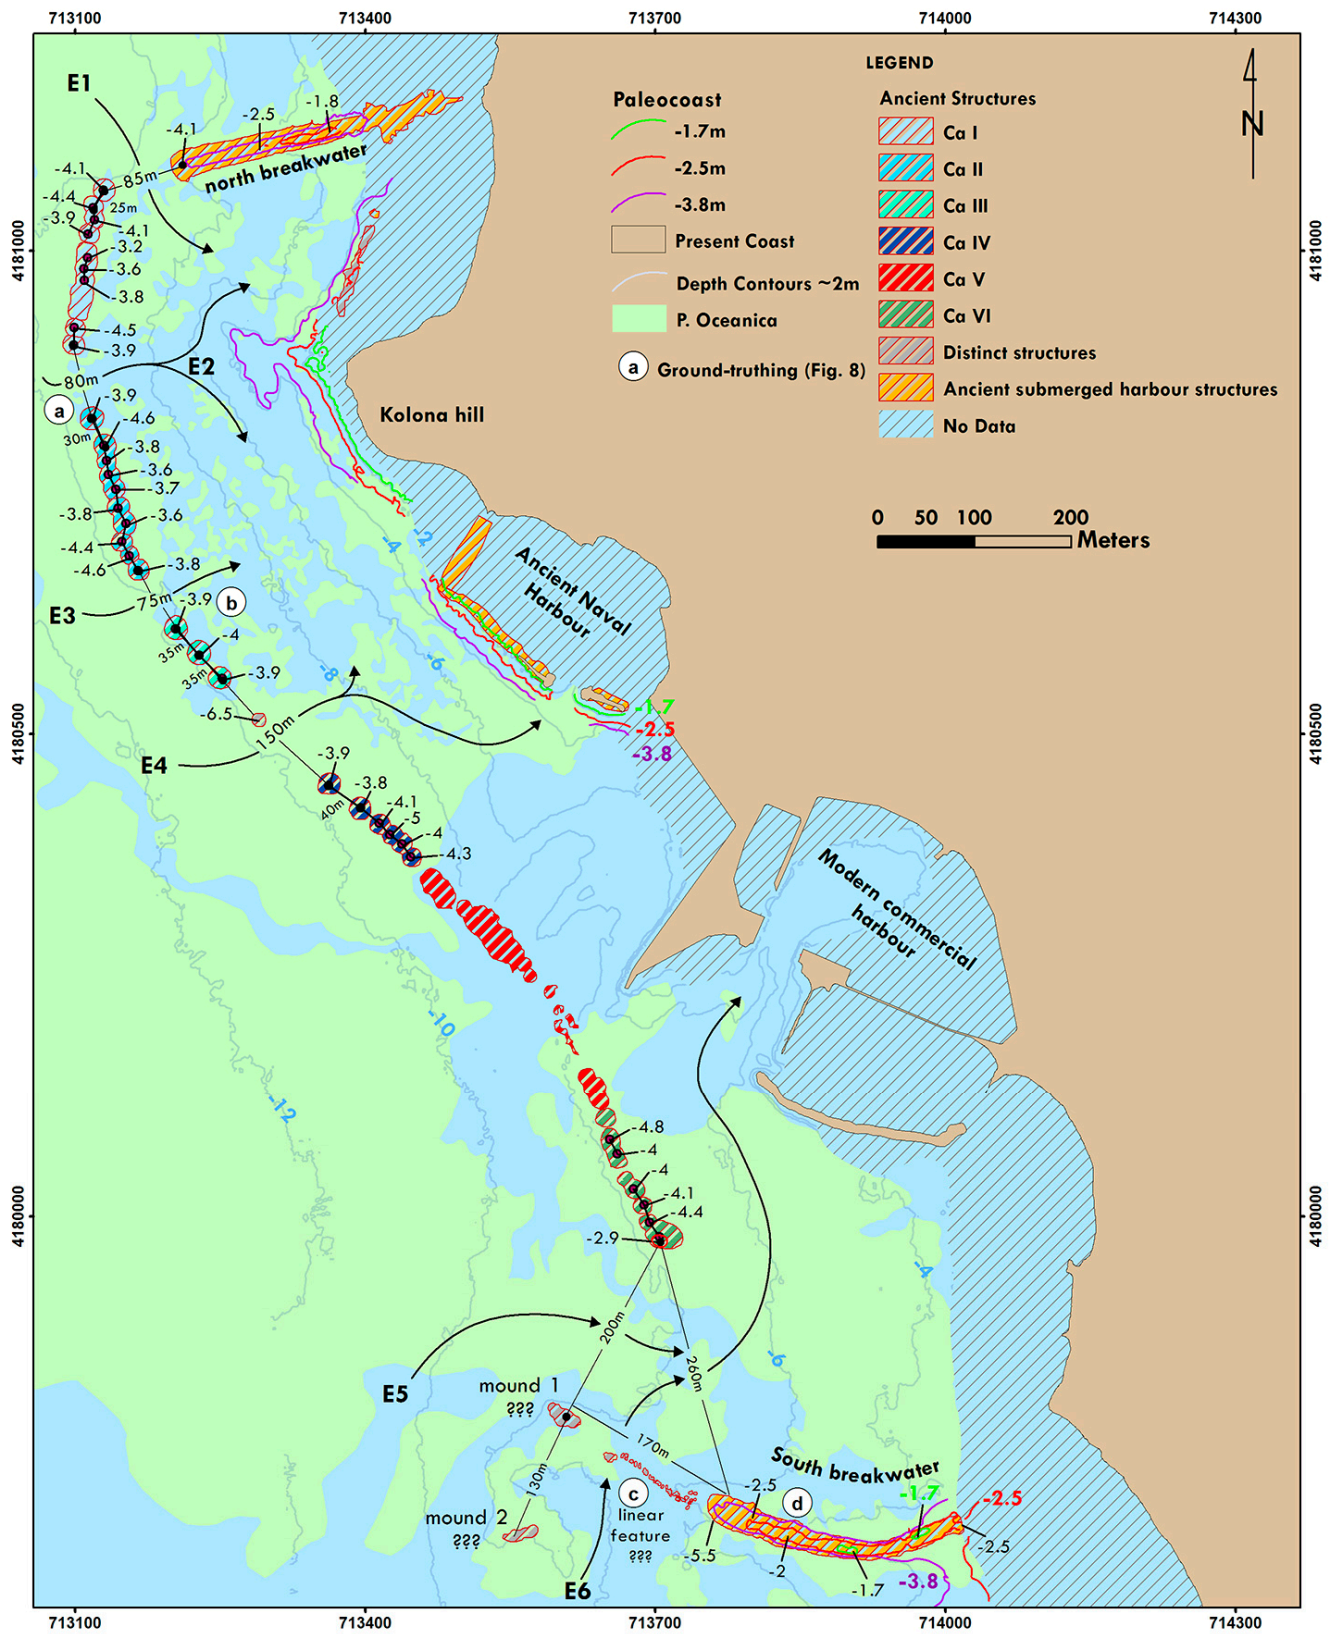 713100
713400
713700
714000
714300
4181000
4180500
4180000
4181000
4180500
4180000
LEGEND
Paleocoast
-1.7m
-2.5m
-3.8m
Present Coast
Depth Contours ~2m
P. Oceanica
a
Ground-truthing (Fig. 8)
Ancient Structures
Ca I
Ca II
Ca III
Ca IV
Ca V
Ca VI
Distinct structures
Ancient submerged harbour structures
No Data
N
0 50 100 200
Meters
E1
-4.1
-2.5
-1.8
north breakwater
85m
-4.1
-4.4
25m
-3.9
-4.1
-3.2
-3.6
-3.8
-4.5
-3.9
E2
80m
a
-3.9
30m
-4.6
-3.8
-3.6
-3.7
-3.8
-3.6
-4.4
-4.6
-3.8
Kolona hill
-2
-4
Ancient Naval
Harbour
E3
75m
b
-3.9
35m
-4
35m
-3.9
-8
-6
-6.5
-1.7
-2.5
-3.8
E4
150m
-3.9
40m
-3.8
-4.1
-5
-4
-4.3
Modern commercial
harbour
-10
-12
-4.8
-4
-4
-4.1
-4.4
-2.9
-4
-6
E5
200m
260m
mound 1
???
170m
130m
mound 2
???
c
linear
feature
???
E6
South breakwater
-2.5
d
-1.7
-2.5
-5.5
-2
-1.7
-2.5
-3.8
713100
713400
713700
714000
714300